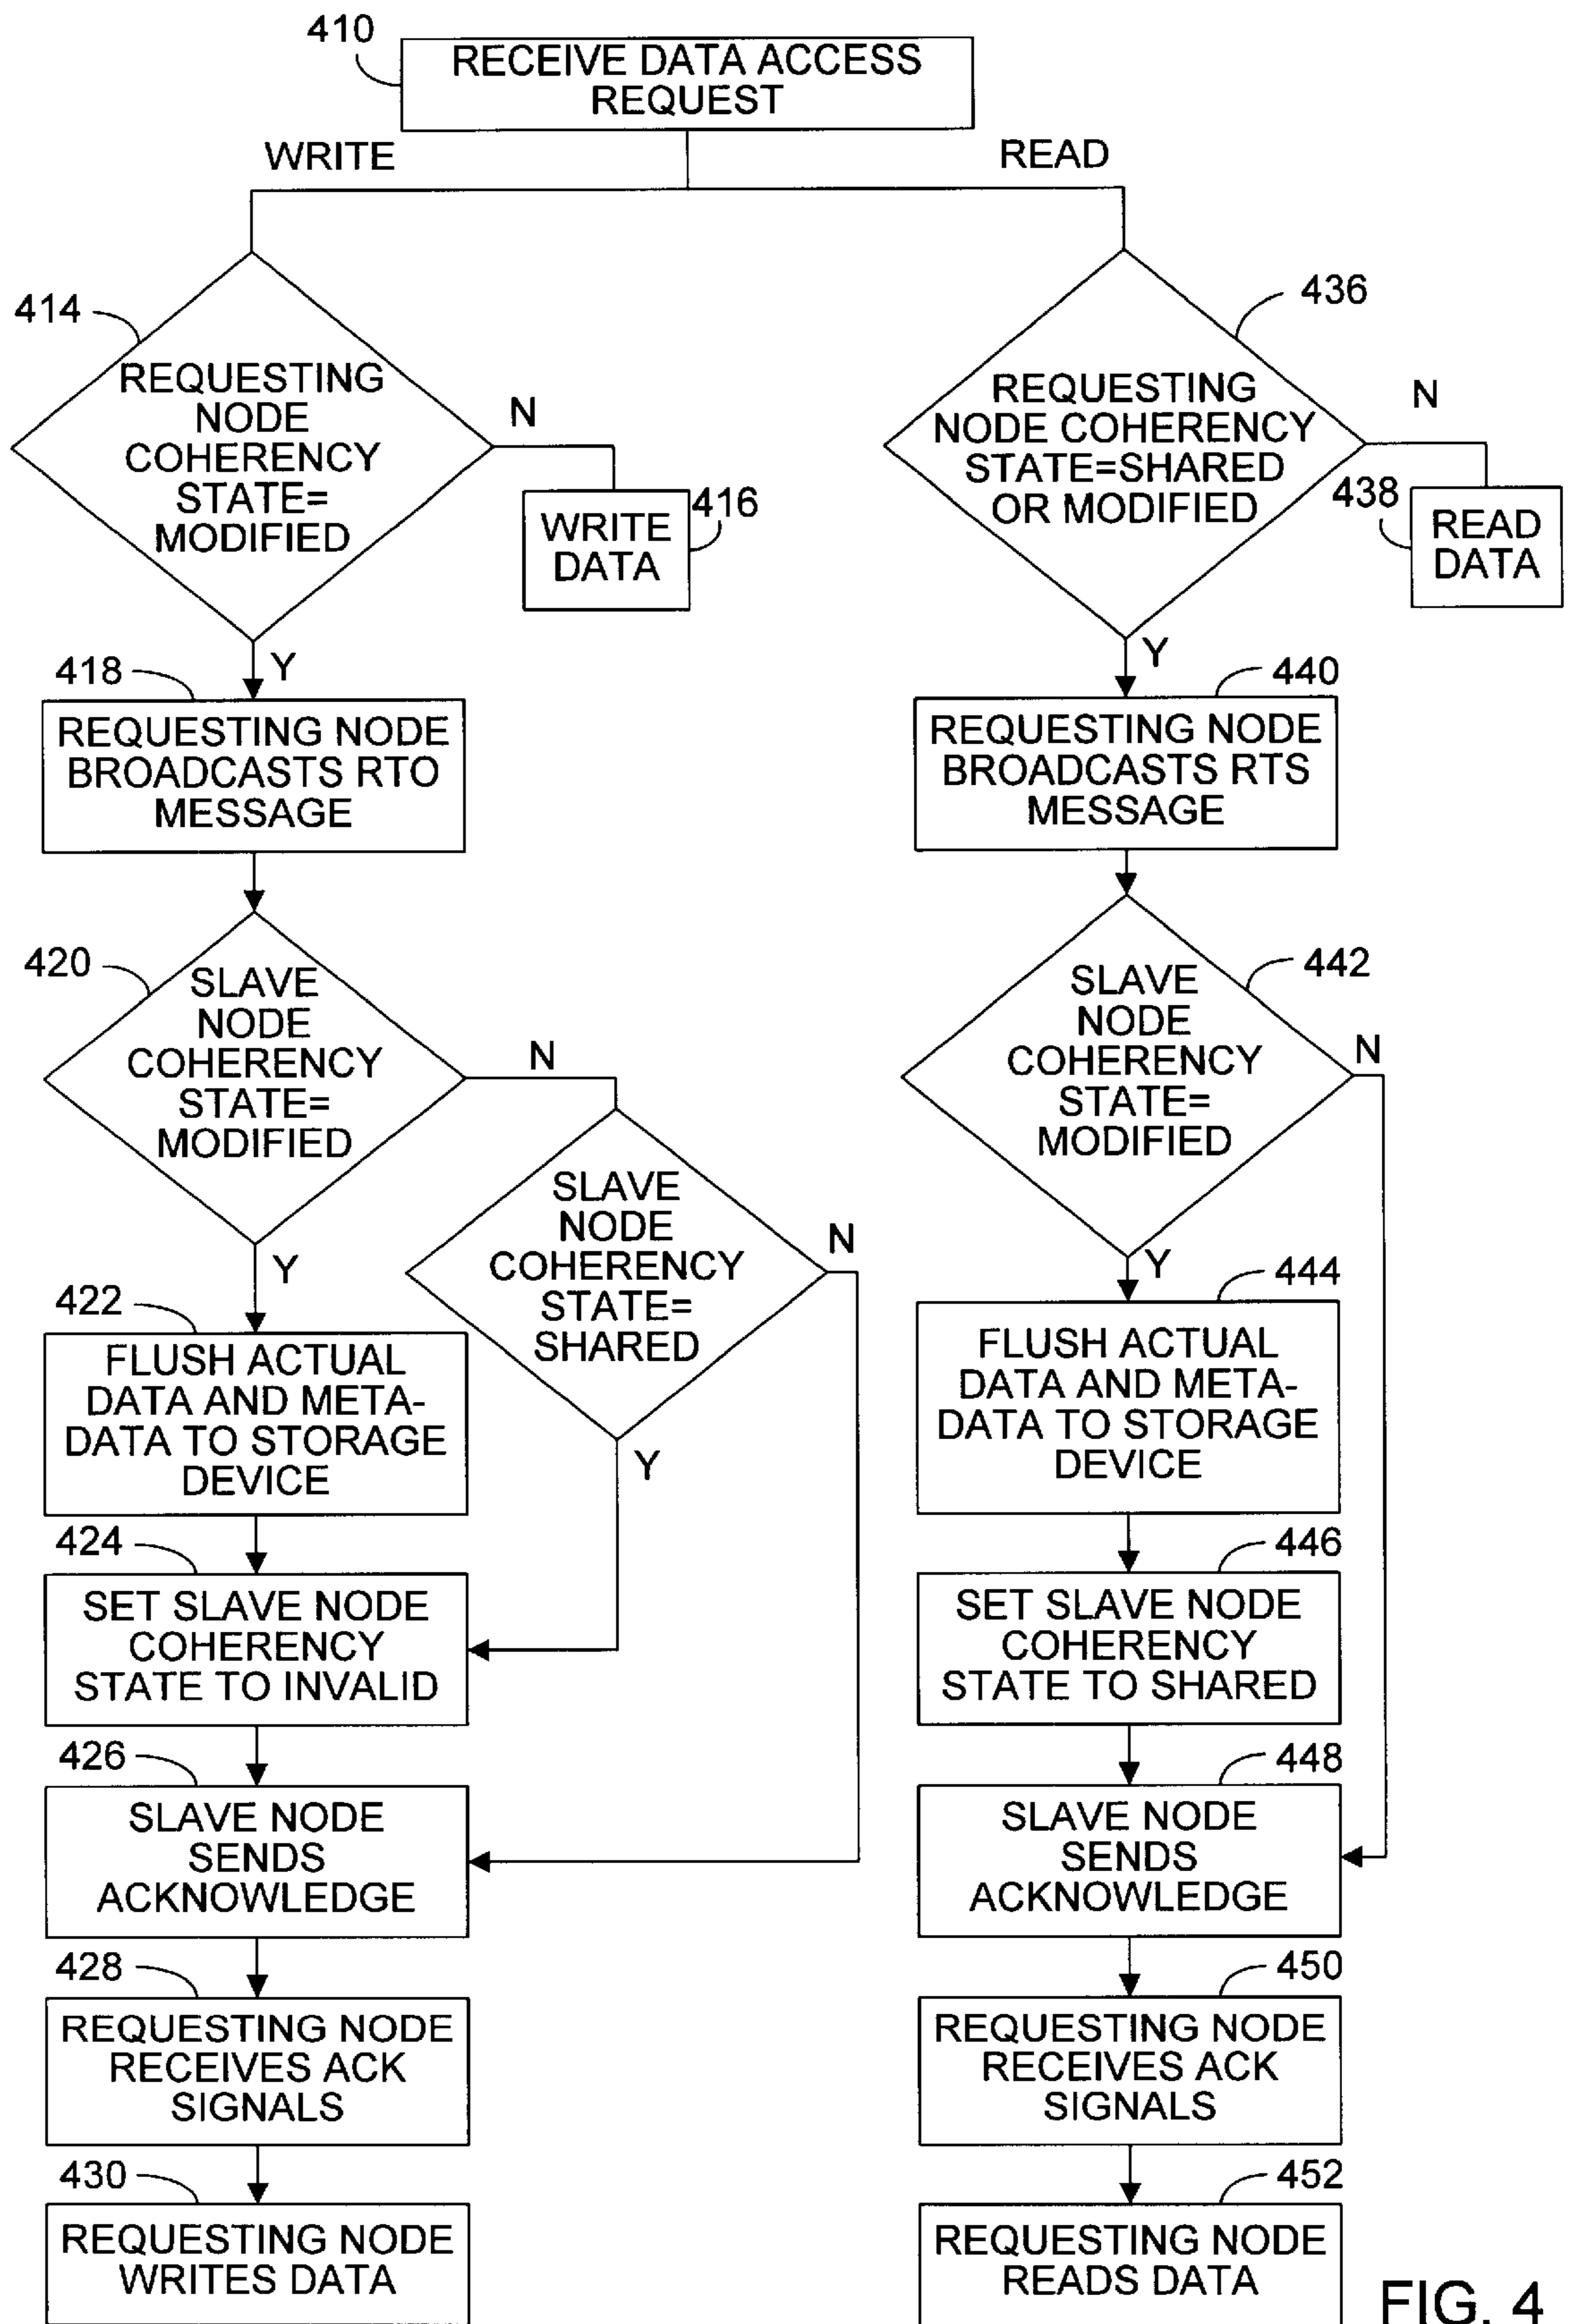 410
RECEIVE DATA ACCESS
REQUEST
WRITE
READ
414
REQUESTING
NODE
COHERENCY
STATE=
MODIFIED
N
WRITE
DATA
416
436
REQUESTING
NODE COHERENCY
STATE=SHARED
OR MODIFIED
N
438
READ
DATA
Y
418
REQUESTING NODE
BROADCASTS RTO
MESSAGE
Y
440
REQUESTING NODE
BROADCASTS RTS
MESSAGE
420
SLAVE
NODE
COHERENCY
STATE=
MODIFIED
N
SLAVE
NODE
COHERENCY
STATE=
SHARED
N
Y
442
SLAVE
NODE
COHERENCY
STATE=
MODIFIED
N
Y
422
FLUSH ACTUAL
DATA AND META-
DATA TO STORAGE
DEVICE
Y
444
FLUSH ACTUAL
DATA AND META-
DATA TO STORAGE
DEVICE
424
SET SLAVE NODE
COHERENCY
STATE TO INVALID
446
SET SLAVE NODE
COHERENCY
STATE TO SHARED
426
SLAVE NODE
SENDS
ACKNOWLEDGE
448
SLAVE NODE
SENDS
ACKNOWLEDGE
428
REQUESTING NODE
RECEIVES ACK
SIGNALS
450
REQUESTING NODE
RECEIVES ACK
SIGNALS
430
REQUESTING NODE
WRITES DATA
452
REQUESTING NODE
READS DATA
FIG. 4